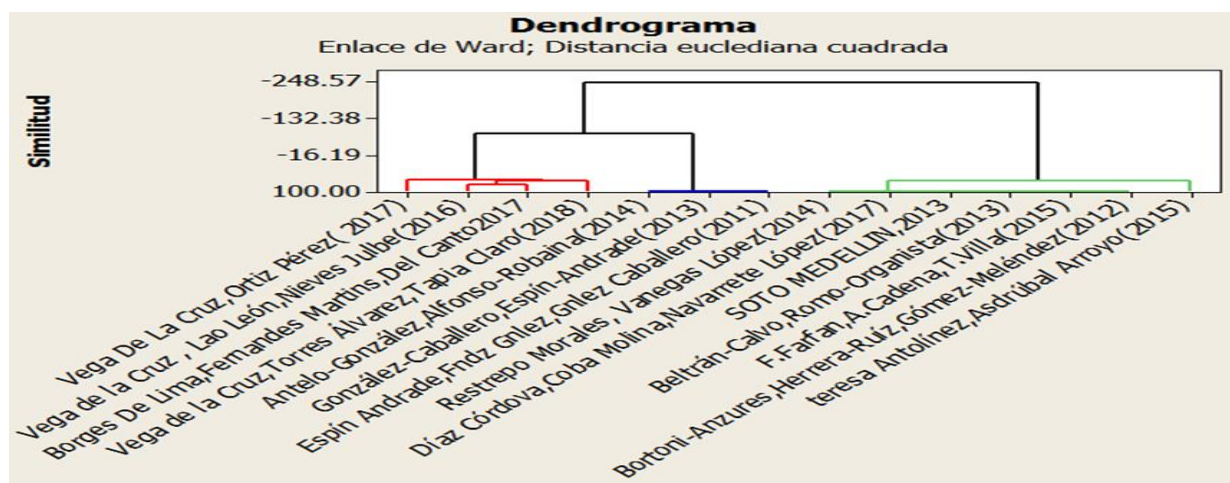 Dendrograma
Enlace de Ward; Distancia euclediana cuadrada
Similitud
-248.57
-132.38
-16.19
100.00
Vega De La Cruz,Ortiz Pérez( 2017)
Vega de la Cruz , Lao León,Nieves Julbe(2016)
Borges De Lima,Fernandes Martins,Del Canto2017
Vega de la Cruz,Torres Álvarez,Tapia Claro(2018)
Antelo-González,Alfonso-Robaina(2014)
González-Caballero,Espín-Andrade(2013)
Espín Andrade,Fndz Gnlez,Gnlez Caballero(2011)
Restrepo Morales, Vanegas López(2014)
Díaz Córdova,Coba Molina,Navarrete López(2017)
SOTO MEDELLIN,2013
Beltrán-Calvo,Romo-Organista(2013)
F.Farfan,A.Cadena,T.Villa(2015)
Bortoni-Anzures,Herrera-Ruíz,Gómez-Meléndez(2012)
teresa Antolínez,Asdrúbal Arroyo(2015)